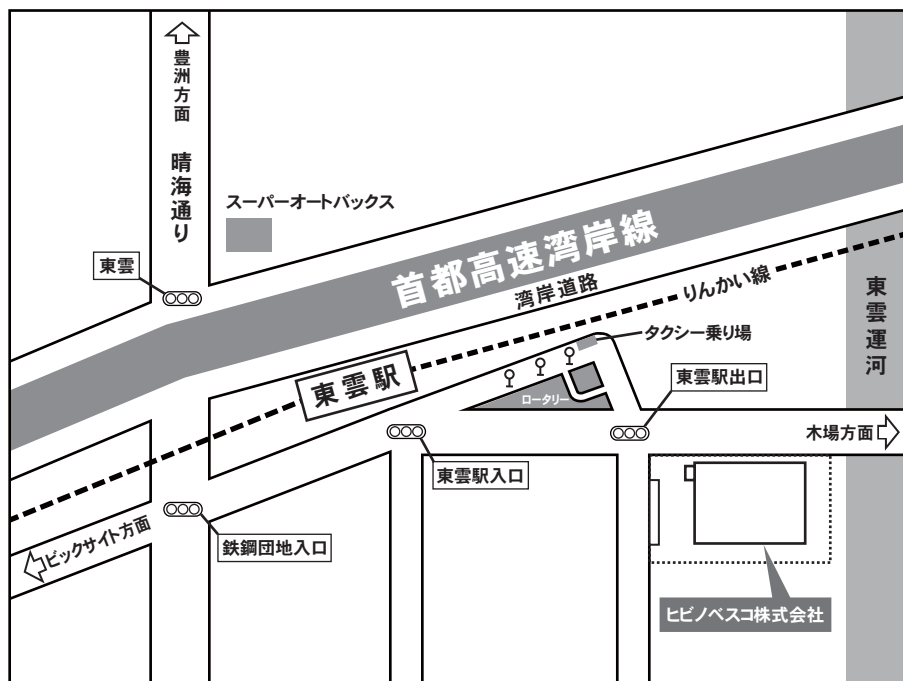 豊洲方面
晴海通り
スーパーオートバックス
東雲
首都高速湾岸線
湾岸道路
りんかい線
東雲運河
タクシー乗り場
東雲駅
東雲駅出口
ロータリー
木場方面
東雲駅入口
鉄鋼団地入口
ビックサイト方面
ヒビノベスコ株式会社